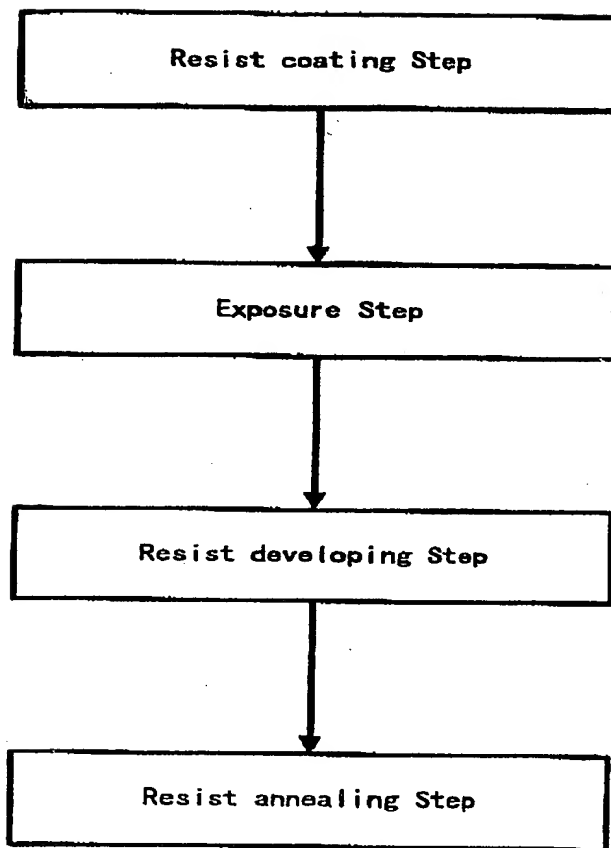 Resist coating Step
Exposure Step
Resist developing Step
Resist annealing Step